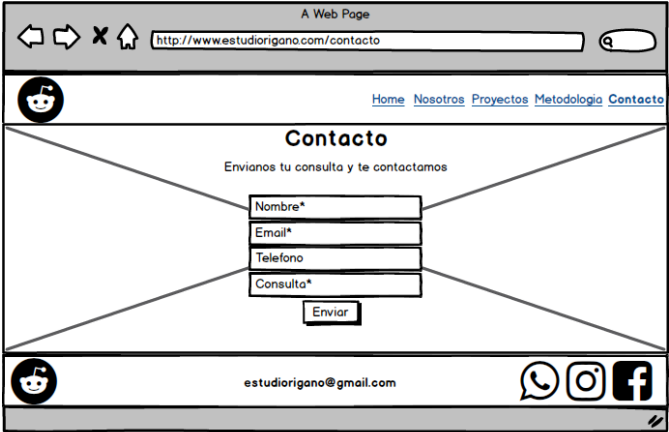 A Web Page
http://www.estudiorigano.com/contacto
Home Nosotros Proyectos Metodologia Contacto
Contacto
Envianos tu consulta y te contactamos
Nombre*
Email*
Telefono
Consulta*
Enviar
estudiorigano@gmail.com